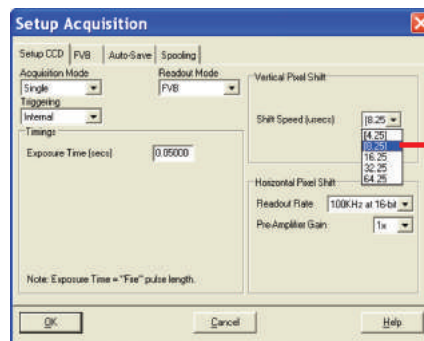 Setup Acquisition
Setup CCD FVB Auto-Save Spooling
Acquisition Mode Readout Mode
Single FVB
Triggering
Internal
Timings
Exposure Time (secs) 0.05000
Note: Exposure Time = "Fire" pulse length.
Vertical Pixel Shift
Shift Speed (usecs) [8.25
[4.25]
[8.25]
16.25
32.25
64.25
Horizontal Pixel Shift
Readout Rate 100KHz at 16-bit
Pre-Amplifier Gain 1x
OK Cancel Help